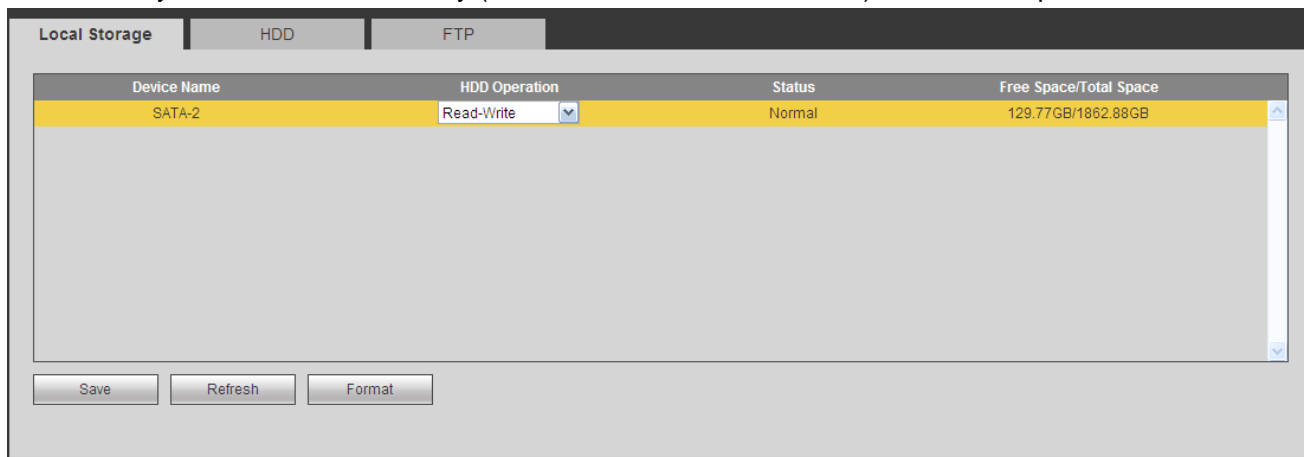 Local Storage HDD FTP
Device Name HDD Operation Status Free Space/Total Space
SATA-2 Read-Write Normal 129.77GB/1862.88GB
Save Refresh Format